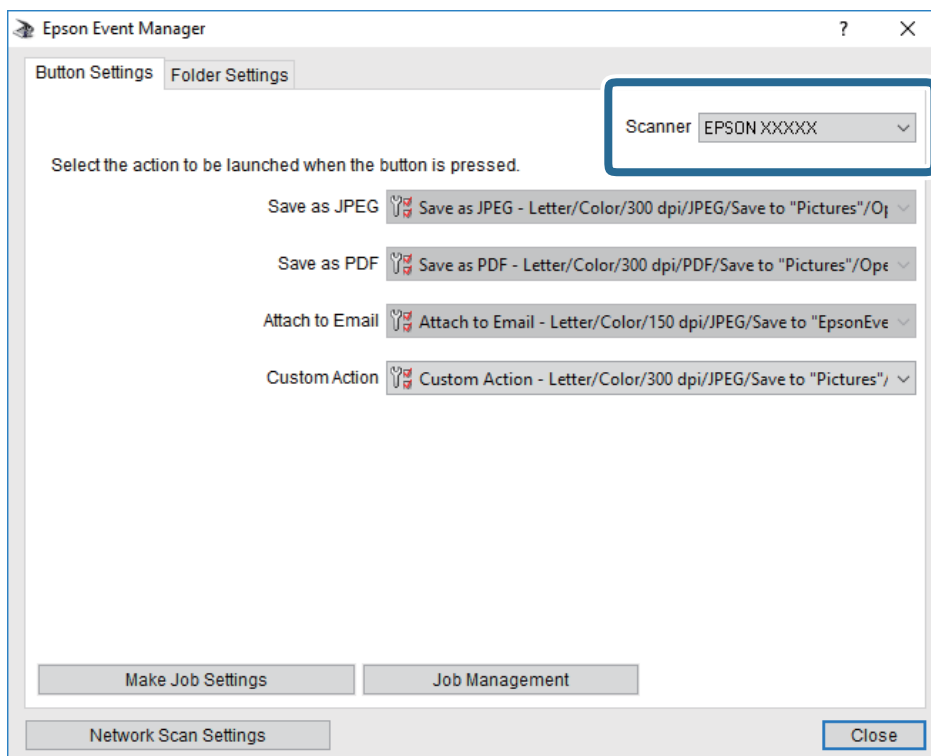 Epson Event Manager
?
Button Settings Folder Settings
Scanner EPSON XXXXX
Select the action to be launched when the button is pressed.
Save as JPEG Save as JPEG - Letter/Color/300 dpi/JPEG/Save to "Pictures"/Op
Save as PDF Save as PDF - Letter/Color/300 dpi/PDF/Save to "Pictures"/Ope
Attach to Email Attach to Email - Letter/Color/150 dpi/JPEG/Save to "EpsonEve
Custom Action Custom Action - Letter/Color/300 dpi/JPEG/Save to "Pictures"/
Make Job Settings Job Management
Network Scan Settings Close